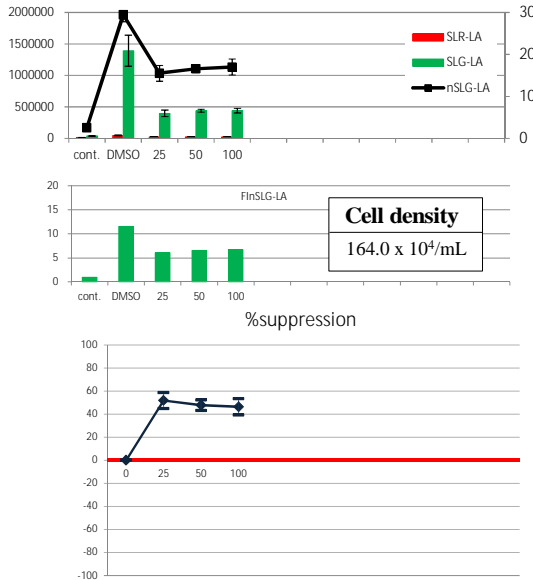 2000000
1500000
1000000
500000
0
30
20
10
0
SLR-LA
SLG-LA
nSLG-LA
cont. DMSO 25 50 100
20
15
10
5
0
FInSLG-LA
Cell density
164.0 x 10⁴/mL
cont. DMSO 25 50 100
%suppression
100
80
60
40
20
0
-20
-40
-60
-80
-100
0 25 50 100